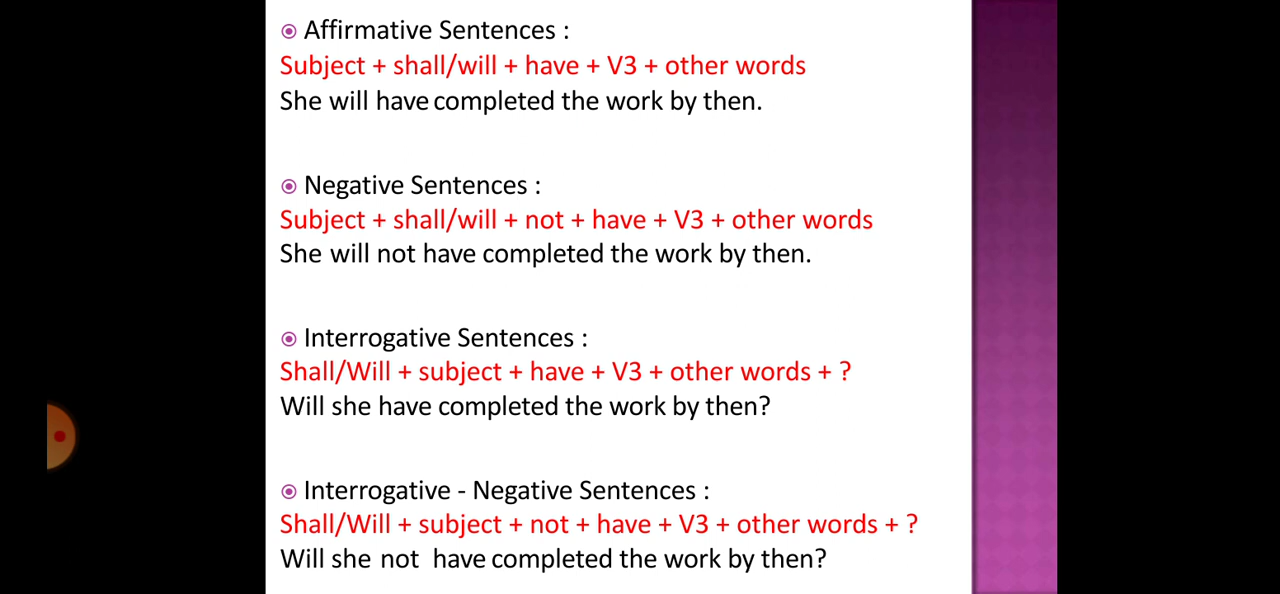 Affirmative Sentences :
Subject + shall/will + have + V3 + other words
She will have completed the work by then.
Negative Sentences :
Subject + shall/will + not + have + V3 + other words
She will not have completed the work by then.
Interrogative Sentences :
Shall/Will + subject + have + V3 + other words + ?
Will she have completed the work by then?
Interrogative - Negative Sentences :
Shall/Will + subject + not + have + V3 + other words + ?
Will she not have completed the work by then?